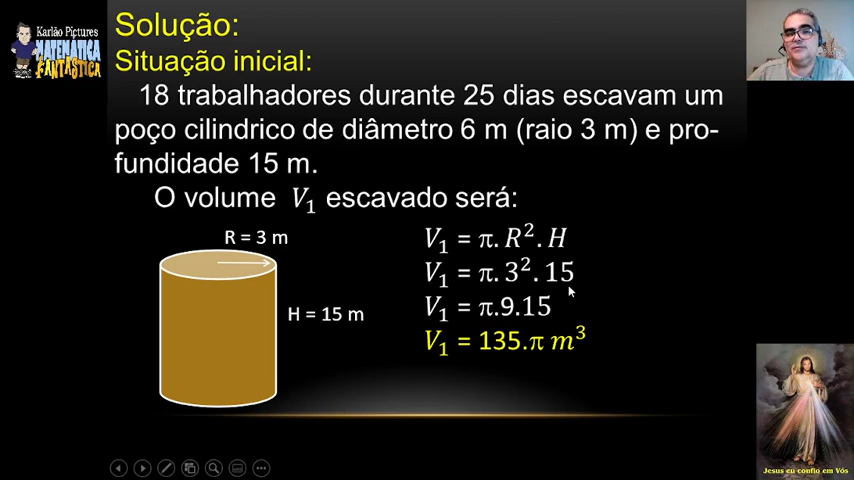 Karlão Pictures
MATEMÁTICA
FANTÁSTICA
Solução:
Situação inicial:
18 trabalhadores durante 25 dias escavam um
poço cilindrico de diâmetro 6 m (raio 3 m) e pro-
fundidade 15 m.
O volume V₁ escavado será:
R = 3 m
H = 15 m
V₁ = π. R². H
V₁ = π. 3². 15
V₁ = π.9.15
V₁ = 135.π m³
Jesus eu confio em Vós